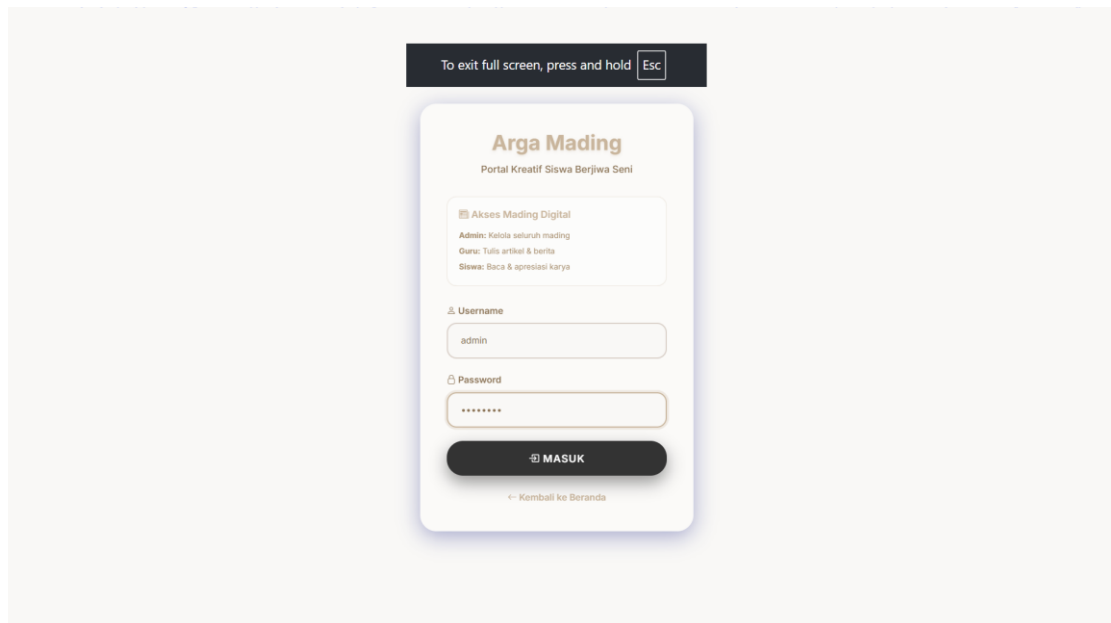 To exit full screen, press and hold Esc
Arga Mading
Portal Kreatif Siswa Berjiwa Seni
Akses Mading Digital
Admin: Kelola seluruh mading
Guru: Tulis artikel & berita
Siswa: Baca & apresiasi karya
Username
admin
Password
••••••••
MASUK
← Kembali ke Beranda